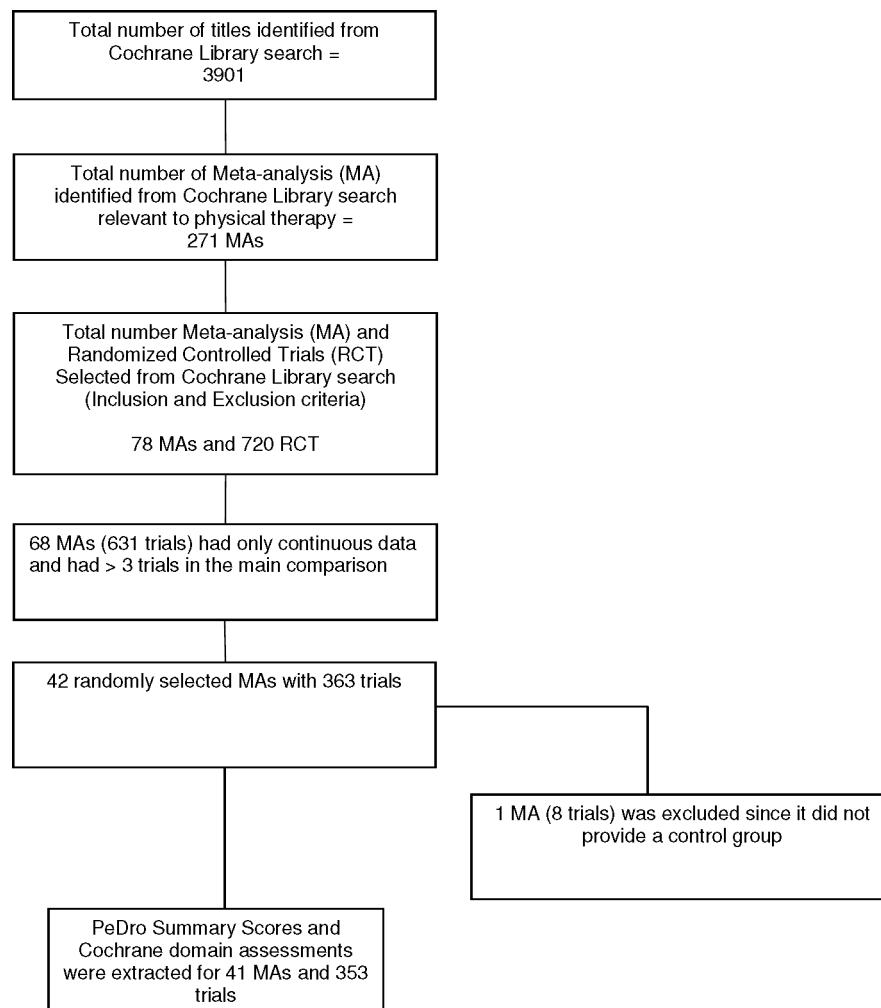 Total number of titles identified from
Cochrane Library search =
3901
Total number of Meta-analysis (MA)
identified from Cochrane Library search
relevant to physical therapy =
271 MAs
Total number Meta-analysis (MA) and
Randomized Controlled Trials (RCT)
Selected from Cochrane Library search
(Inclusion and Exclusion criteria)
78 MAs and 720 RCT
68 MAs (631 trials) had only continuous data
and had > 3 trials in the main comparison
42 randomly selected MAs with 363 trials
1 MA (8 trials) was excluded since it did not
provide a control group
PeDro Summary Scores and
Cochrane domain assessments
were extracted for 41 MAs and 353
trials